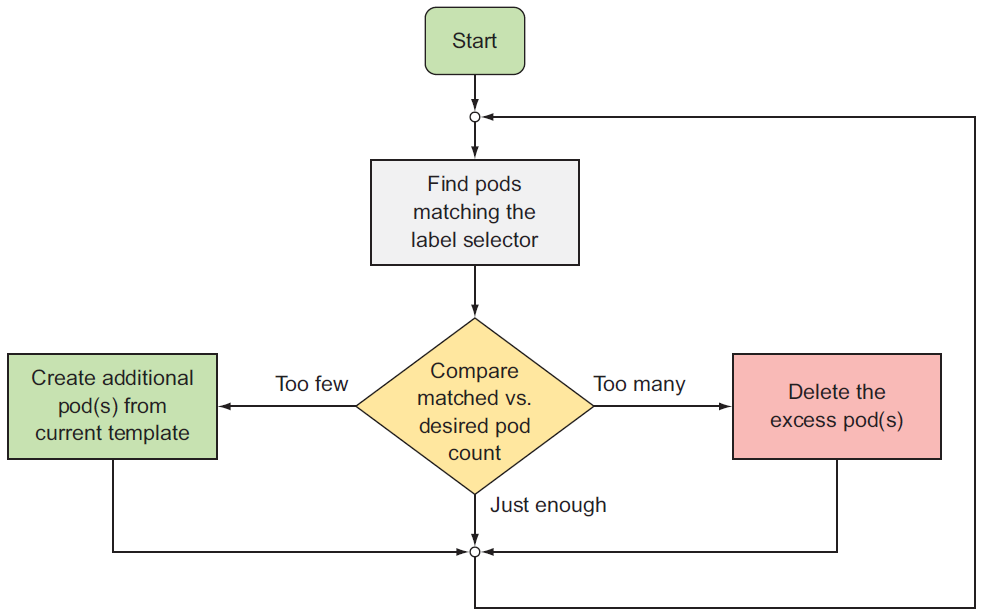 Start
Find pods
matching the
label selector
Compare
matched vs.
desired pod
count
Too few
Too many
Create additional
pod(s) from
current template
Delete the
excess pod(s)
Just enough